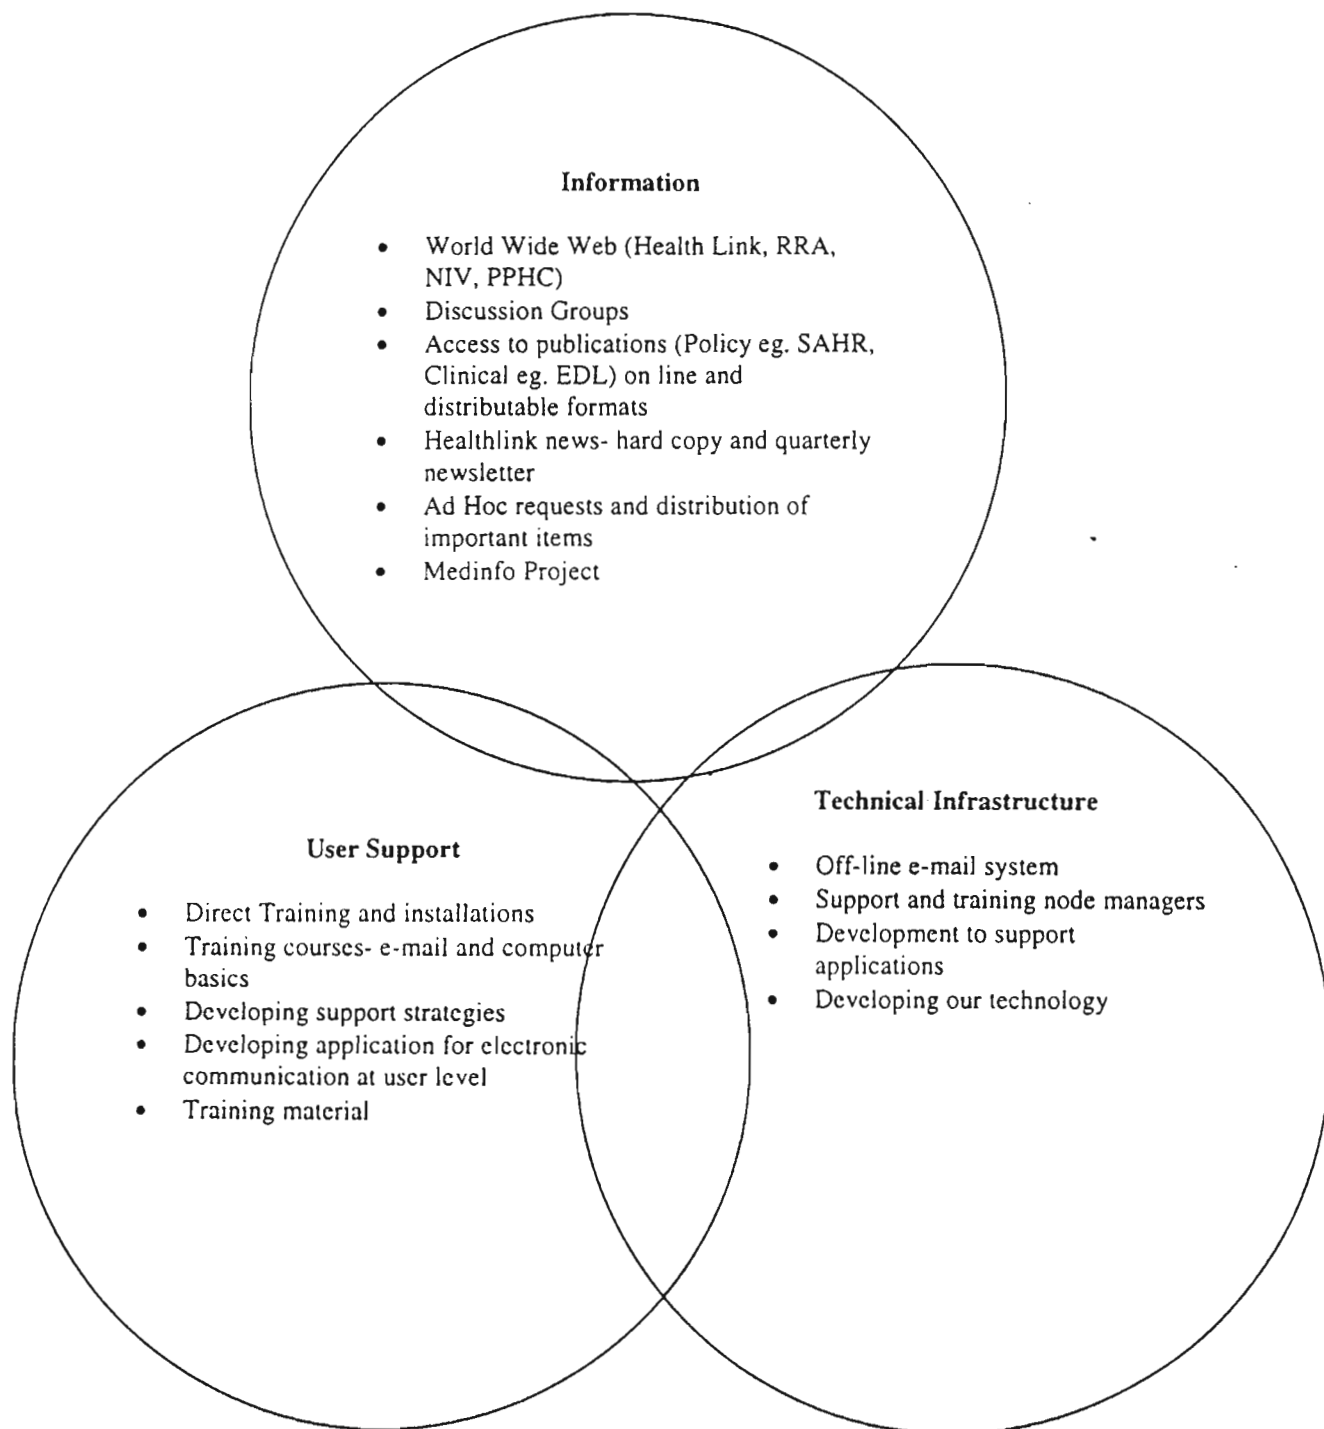 Information
• World Wide Web (Health Link, RRA,
NIV, PPHC)
• Discussion Groups
• Access to publications (Policy eg. SAHR,
Clinical eg. EDL) on line and
distributable formats
• Healthlink news- hard copy and quarterly
newsletter
• Ad Hoc requests and distribution of
important items
• Medinfo Project
User Support
• Direct Training and installations
• Training courses- e-mail and computer
basics
• Developing support strategies
• Developing application for electronic
communication at user level
• Training material
Technical Infrastructure
• Off-line e-mail system
• Support and training node managers
• Development to support
applications
• Developing our technology